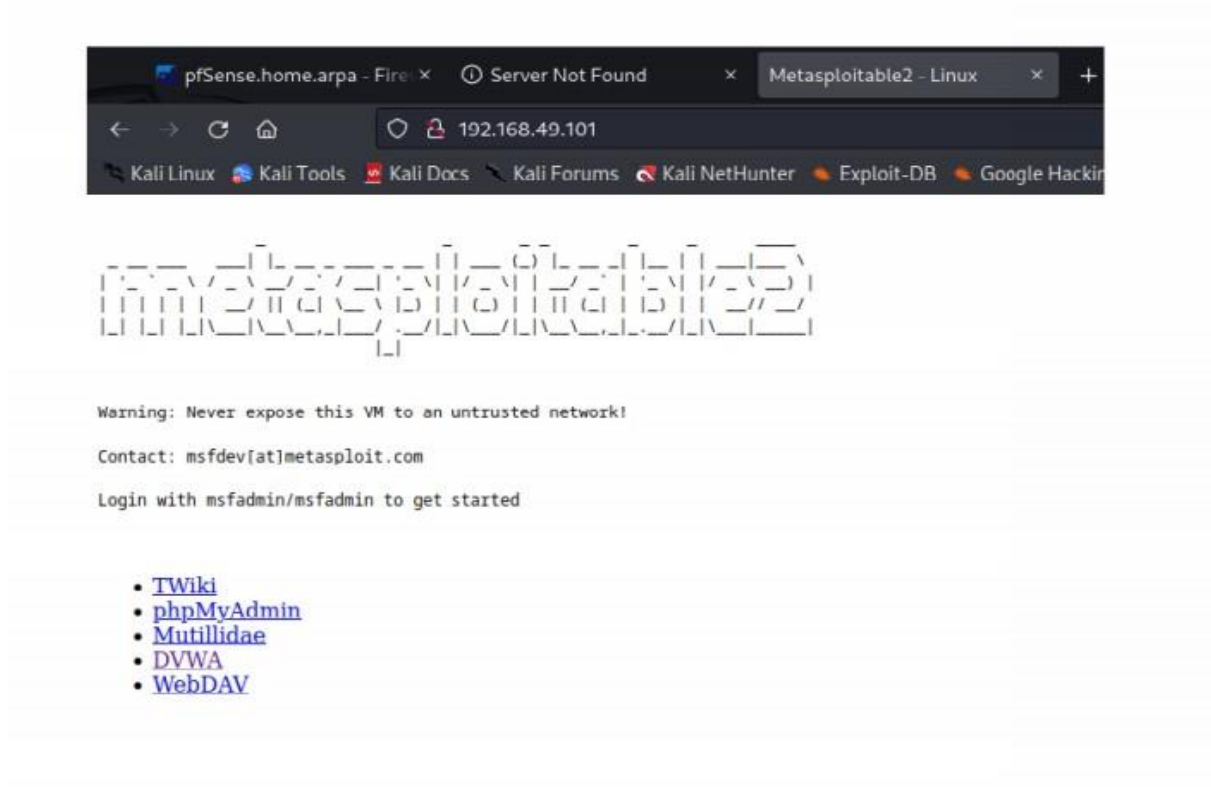 pfSense.home.arpa - Fire Server Not Found Metasploitable2 - Linux
192.168.49.101
Kali Linux Kali Tools Kali Docs Kali Forums Kali NetHunter Exploit-DB Google Hackin
metasploitable2
Warning: Never expose this VM to an untrusted network!
Contact: msfdev[at]metasploit.com
Login with msfadmin/msfadmin to get started
TWiki
phpMyAdmin
Mutillidae
DVWA
WebDAV